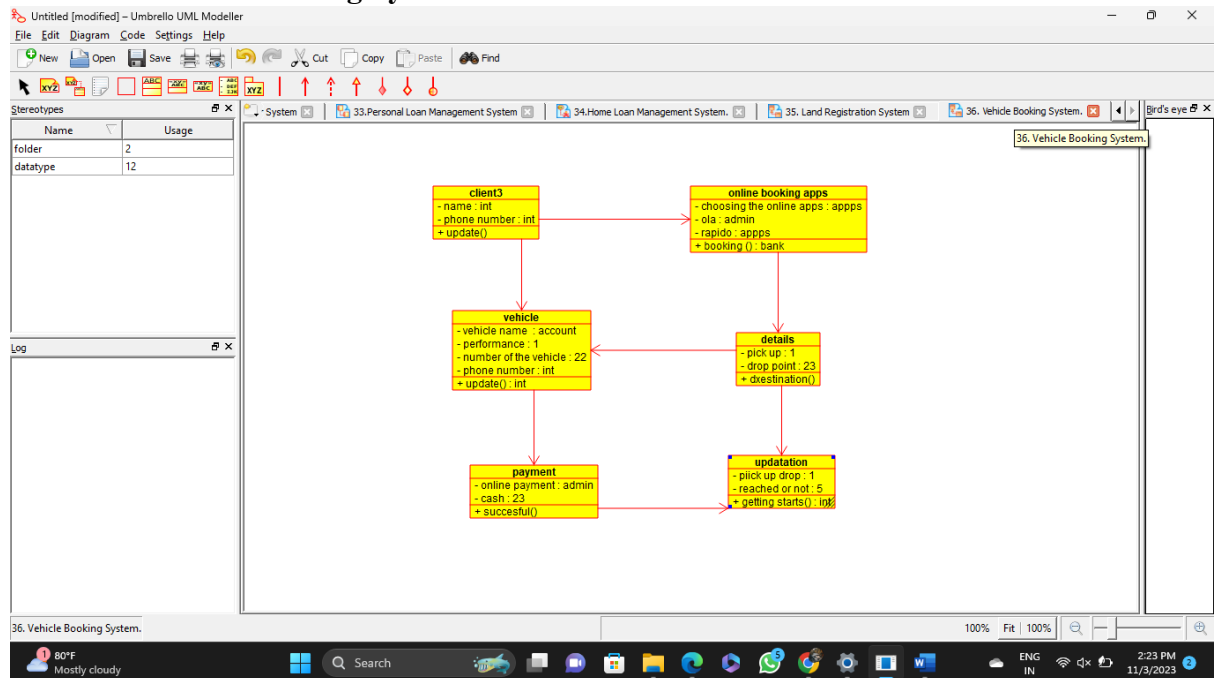 Untitled [modified] – Umbrello UML Modeller
File Edit Diagram Code Settings Help
New Open Save Cut Copy Paste Find
Stereotypes
Name Usage
folder 2
datatype 12
Log
System 33.Personal Loan Management System 34.Home Loan Management System. 35. Land Registration System 36. Vehicle Booking System. Bird's eye
36. Vehicle Booking System.
client3
- name : int
- phone number : int
+ update()
online booking apps
- choosing the online apps : appps
- ola : admin
- rapido : appps
+ booking () : bank
vehicle
- vehicle name : account
- performance : 1
- number of the vehicle : 22
- phone number : int
+ update() : int
details
- pick up : 1
- drop point : 23
+ dxestination()
payment
- online payment : admin
- cash : 23
+ succesful()
updatation
- piick up drop : 1
- reached or not : 5
+ getting starts() : int
36. Vehicle Booking System.
100% Fit 100%
1
80°F
Mostly cloudy
Search
5
ENG
IN
2:23 PM
11/3/2023
2